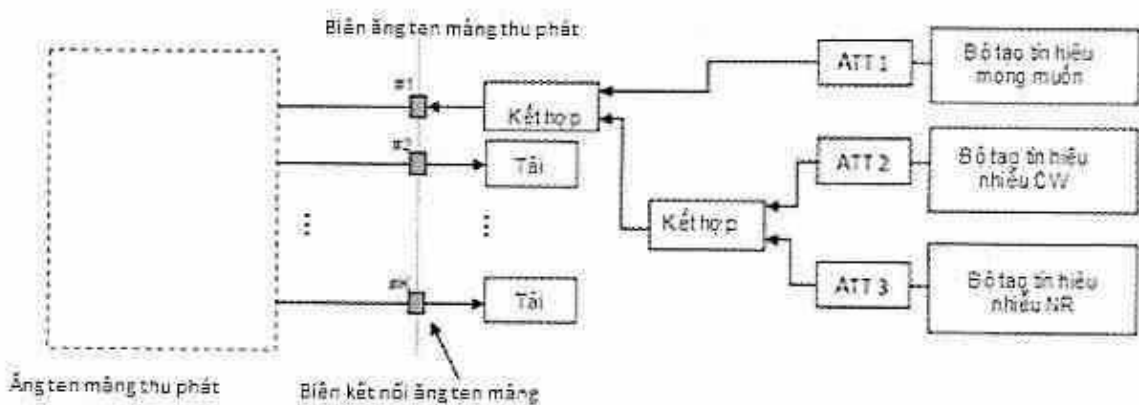 Biên ăng ten mảng thu phát
#1
Kết hợp
ATT 1
Bộ tạo tín hiệu
mong muốn
#2
Tải
ATT 2
Bộ tạo tín hiệu
nhiễu CW
Kết hợp
#K
Tải
ATT 3
Bộ tạo tín hiệu
nhiễu NR
Ăng ten mảng thu phát
Biên kết nối ăng ten mảng